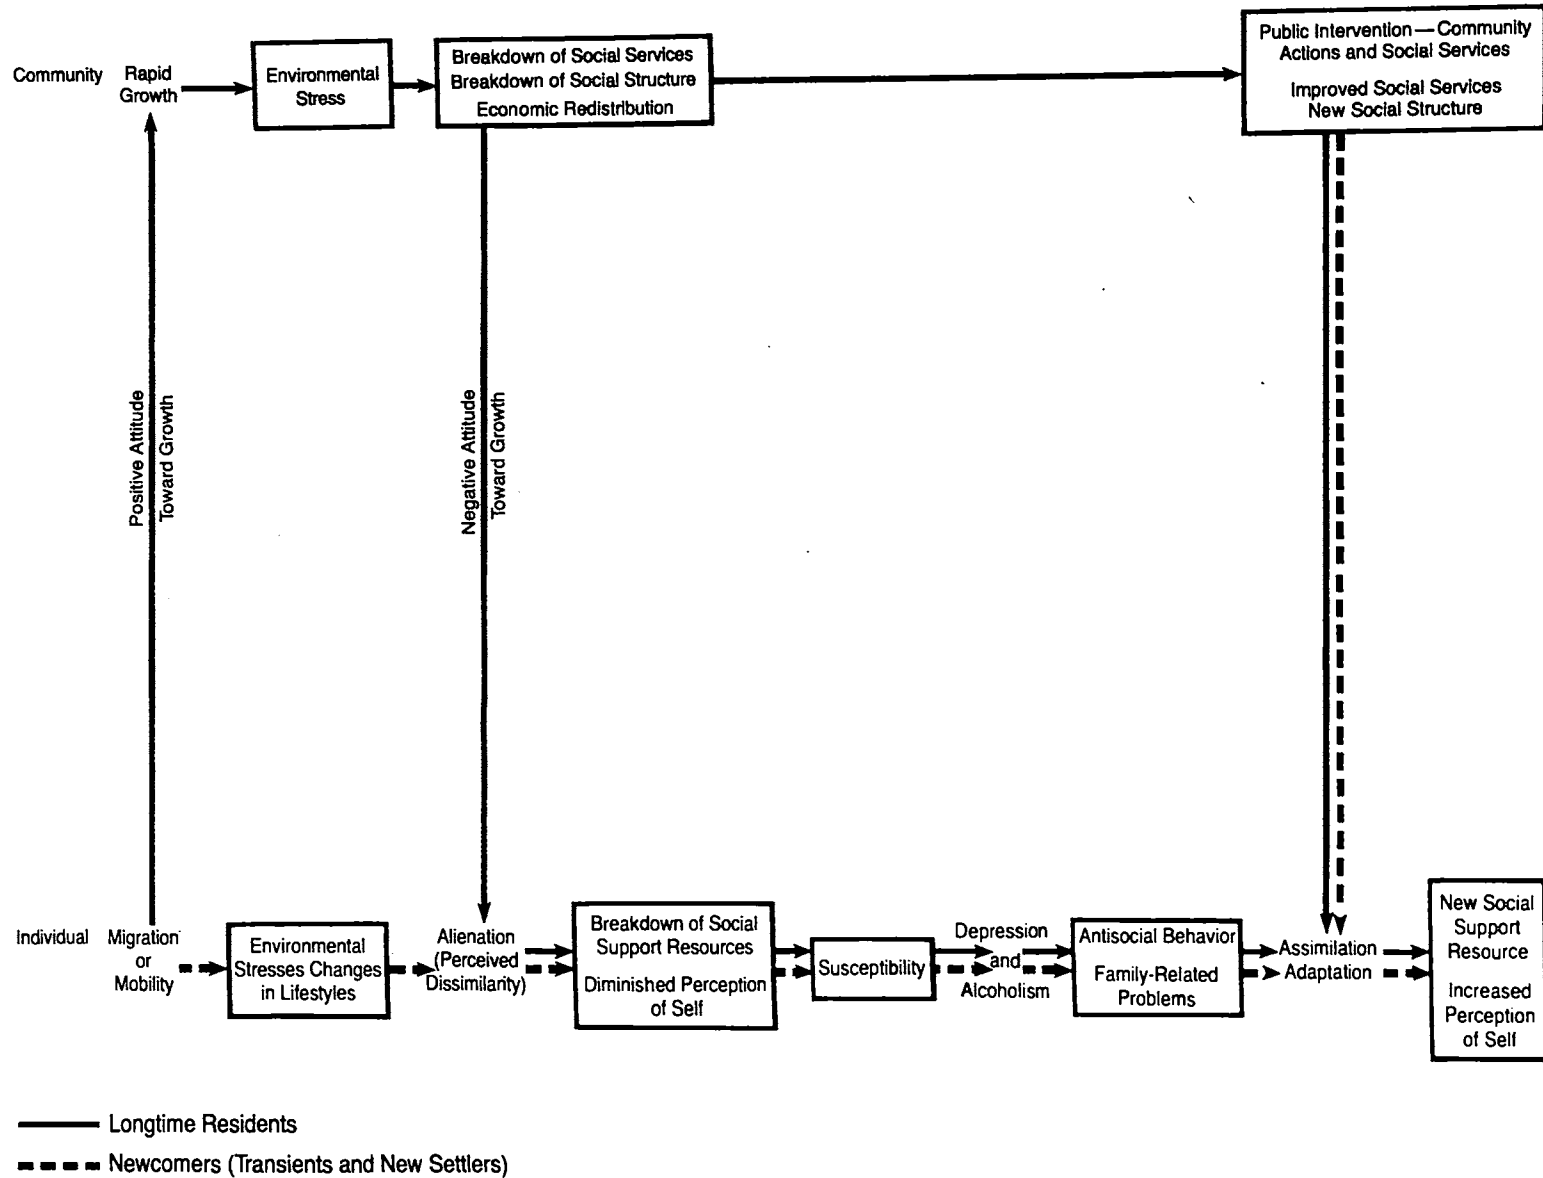 Community
Rapid
Growth
Environmental
Stress
Breakdown of Social Services
Breakdown of Social Structure
Economic Redistribution
Public Intervention — Community
Actions and Social Services
Improved Social Services
New Social Structure
Positive Attitude
Toward Growth
Negative Attitude
Toward Growth
Individual
Migration
or
Mobility
Environmental
Stresses Changes
in Lifestyles
Alienation
(Perceived
Dissimilarity)
Breakdown of Social
Support Resources
Diminished Perception
of Self
Susceptibility
Depression
and
Alcoholism
Antisocial Behavior
Family-Related
Problems
Assimilation
Adaptation
New Social
Support
Resource
Increased
Perception
of Self
Longtime Residents
Newcomers (Transients and New Settlers)